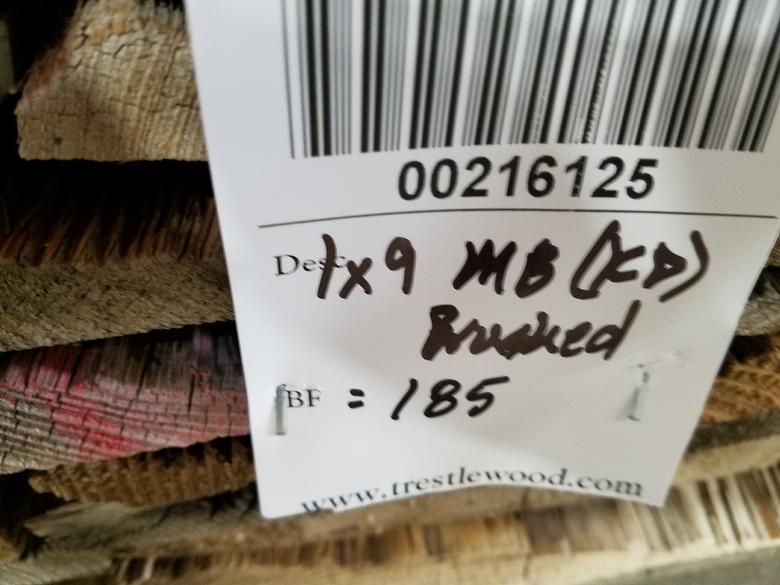 00216125
Desc 1x9 MB (KD)
Brushed
BF = 185
www.trestlewood.com